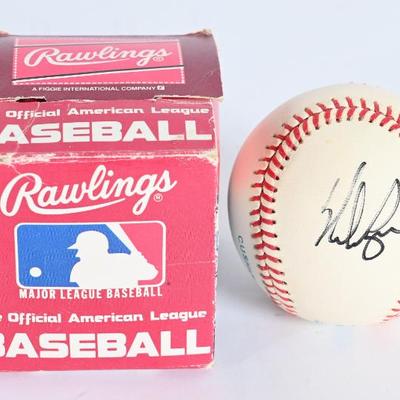 Rawlings®
A FIGGIE INTERNATIONAL COMPANY
Official American League
BASEBALL
Rawlings®
MAJOR LEAGUE BASEBALL
Official American League
BASEBALL